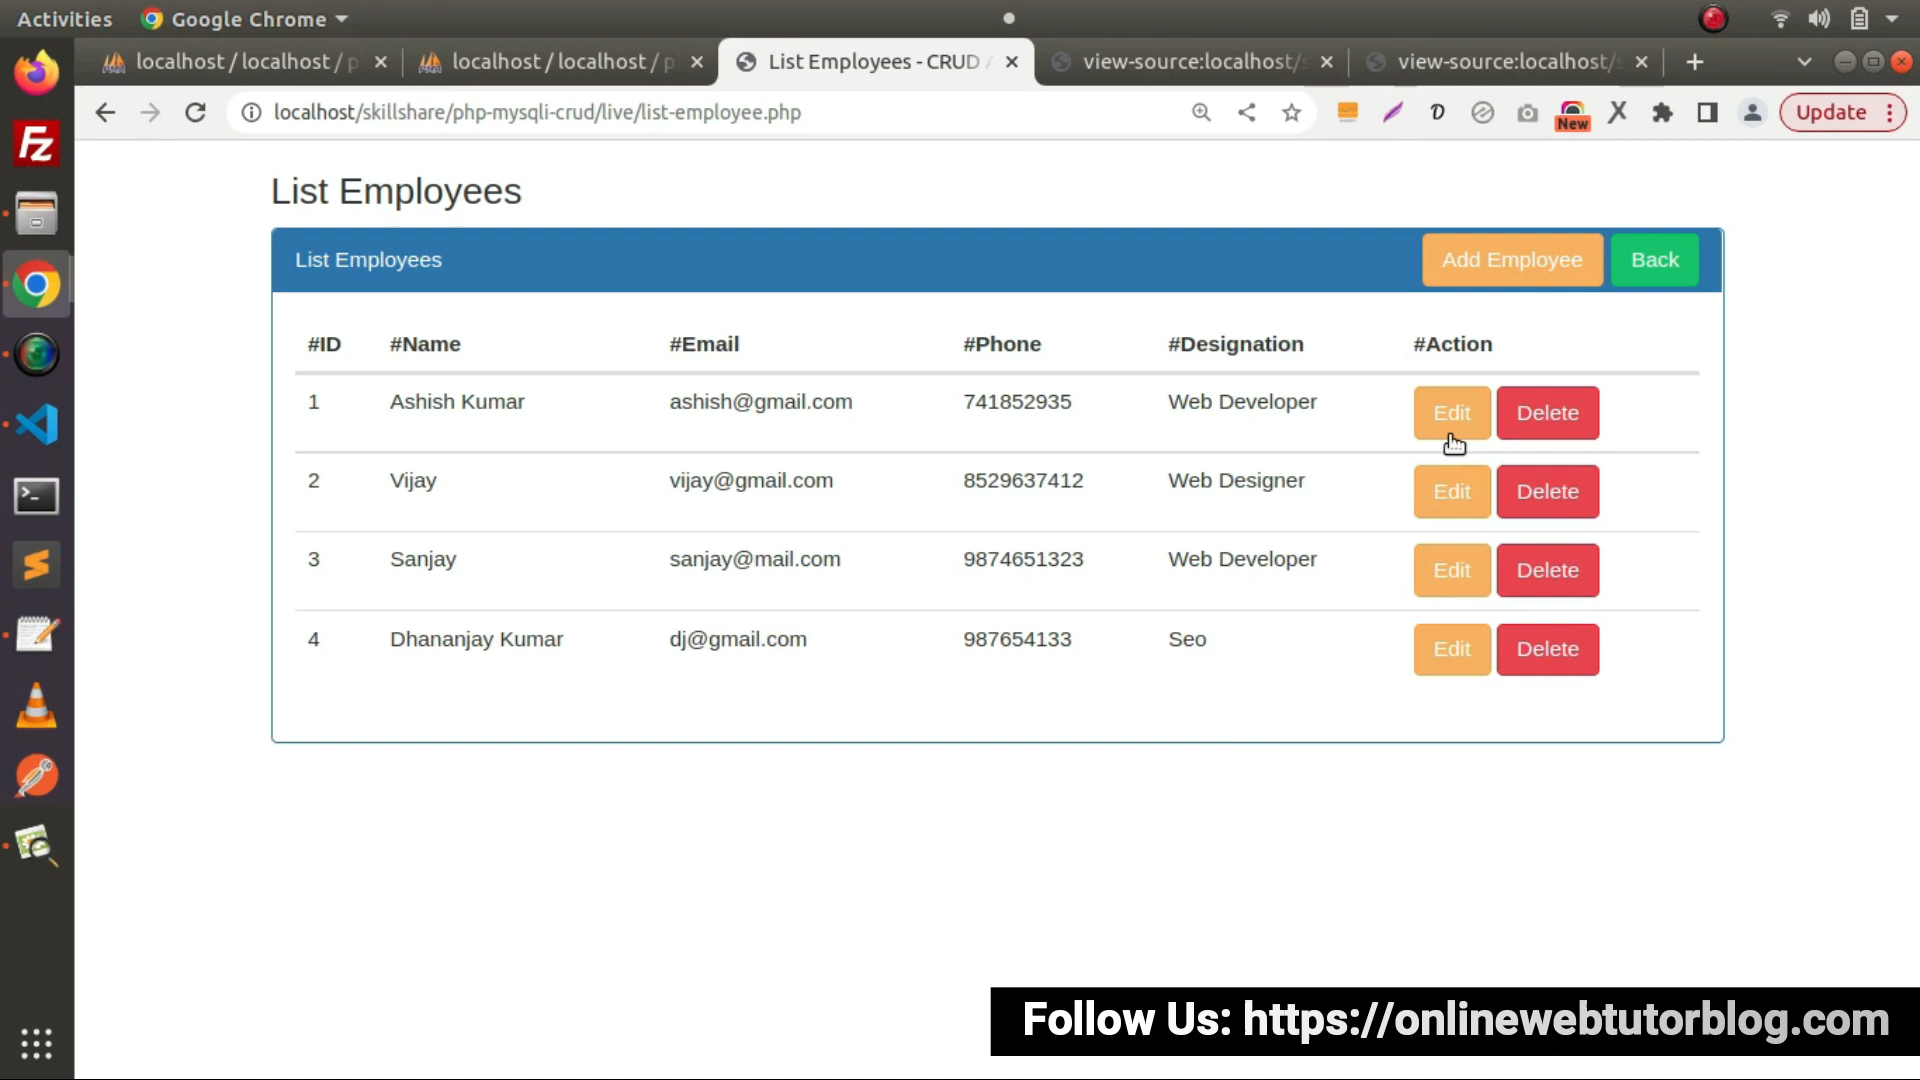 Activities Google Chrome
localhost / localhost / p localhost / localhost / p List Employees - CRUD view-source:localhost/s view-source:localhost/s
localhost/skillshare/php-mysqli-crud/live/list-employee.php New Update
List Employees
List Employees Add Employee Back
#ID #Name #Email #Phone #Designation #Action
1 Ashish Kumar ashish@gmail.com 741852935 Web Developer Edit Delete
2 Vijay vijay@gmail.com 8529637412 Web Designer Edit Delete
3 Sanjay sanjay@mail.com 9874651323 Web Developer Edit Delete
4 Dhananjay Kumar dj@gmail.com 987654133 Seo Edit Delete
Follow Us: https://onlinewebtutorblog.com